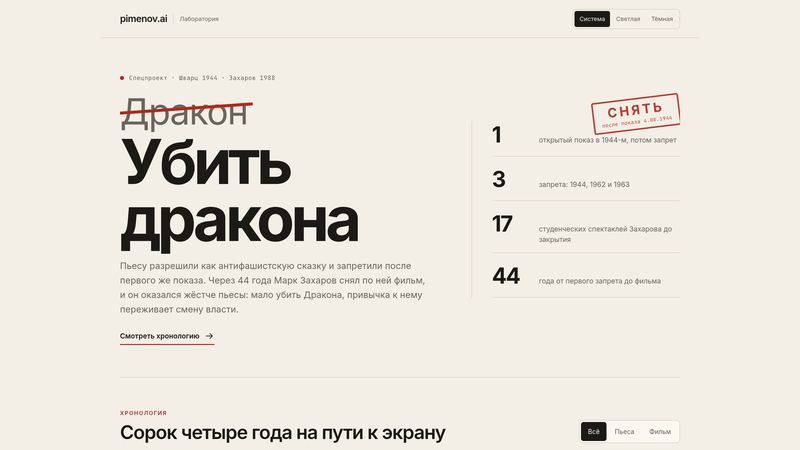 pimenov.ai
Лаборатория
Система Светлая Тёмная
Спецпроект · Шварц 1944 · Захаров 1988
Дракон
Убить
дракона
Пьесу разрешили как антифашистскую сказку и запретили после
первого же показа. Через 44 года Марк Захаров снял по ней фильм,
и он оказался жёстче пьесы: мало убить Дракона, привычка к нему
переживает смену власти.
Смотреть хронологию →
СНЯТЬ
после показа 4.08.1944
1 открытый показ в 1944-м, потом запрет
3 запрета: 1944, 1962 и 1963
17 студенческих спектаклей Захарова до
закрытия
44 года от первого запрета до фильма
ХРОНОЛОГИЯ
Сорок четыре года на пути к экрану
Всё Пьеса Фильм